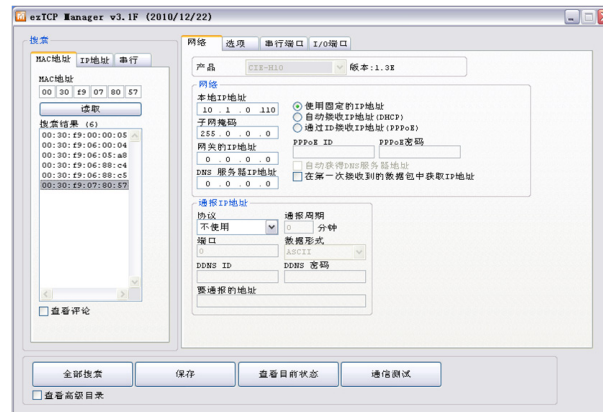 ezTCP Manager v3.1F (2010/12/22)
搜索
MAC地址 IP地址 串行
MAC地址
00 30 f9 07 80 57
读取
搜索结果 (6)
00:30:f9:00:00:05
00:30:f9:06:00:04
00:30:f9:06:05:a8
00:30:f9:06:88:c4
00:30:f9:06:88:c5
00:30:f9:07:80:57
查看评论
网络 选项 串行端口 I/O端口
产品 CIE-H10 版本:1.3E
网络
本地IP地址
10 . 1 . 0 .110
子网掩码
255 . 0 . 0 . 0
网关的IP地址
0 . 0 . 0 . 0
DNS 服务器IP地址
0 . 0 . 0 . 0
使用固定的IP地址
自动接收IP地址(DHCP)
通过ID接收IP地址(PPPoE)
PPPoE ID PPPoE密码
自动获得DNS服务器地址
在第一次接收到的数据包中获取IP地址
通报IP地址
协议 通报周期
不使用 0 分钟
端口 数据形式
0 ASCII
DDNS ID DDNS 密码
要通报的地址
全部搜索 保存 查看目前状态 通信测试
查看高级目录